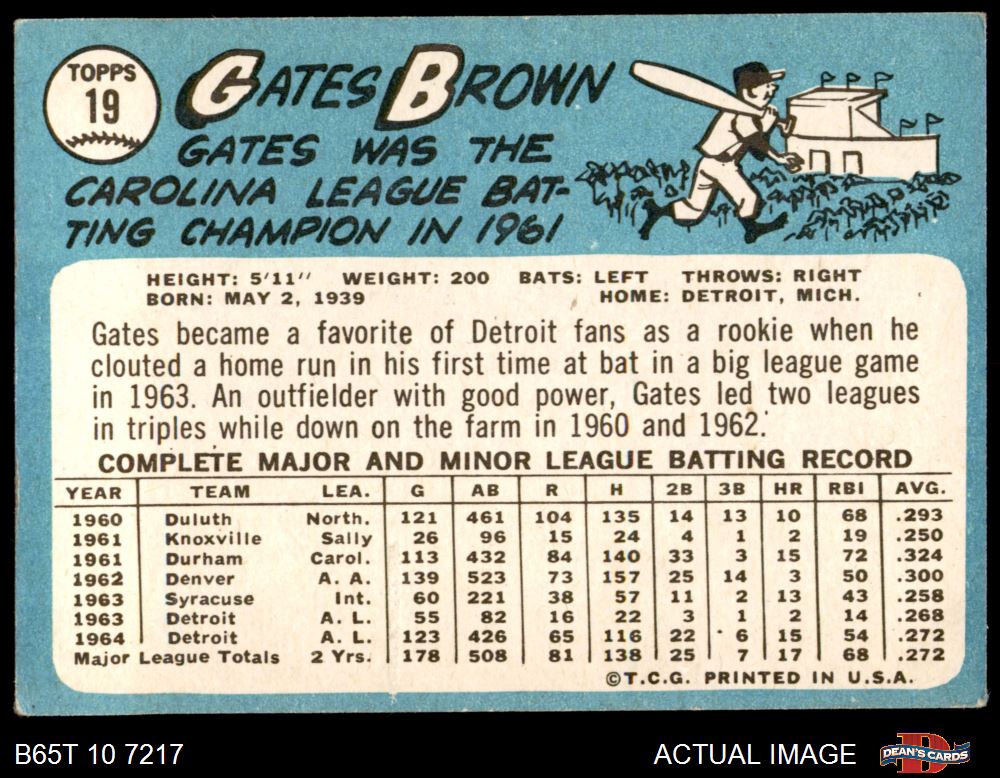 TOPPS
19
GATES BROWN
GATES WAS THE
CAROLINA LEAGUE BAT-
TING CHAMPION IN 1961
HEIGHT: 5'11" WEIGHT: 200 BATS: LEFT THROWS: RIGHT
BORN: MAY 2, 1939 HOME: DETROIT, MICH.
Gates became a favorite of Detroit fans as a rookie when he
clouted a home run in his first time at bat in a big league game
in 1963. An outfielder with good power, Gates led two leagues
in triples while down on the farm in 1960 and 1962.
COMPLETE MAJOR AND MINOR LEAGUE BATTING RECORD
YEAR TEAM LEA. G AB R H 2B 3B HR RBI AVG.
1960 Duluth North. 121 461 104 135 14 13 10 68 .293
1961 Knoxville Sally 26 96 15 24 4 1 2 19 .250
1961 Durham Carol. 113 432 84 140 33 3 15 72 .324
1962 Denver A. A. 139 523 73 157 25 14 3 50 .300
1963 Syracuse Int. 60 221 38 57 11 2 13 43 .258
1963 Detroit A. L. 55 82 16 22 3 1 2 14 .268
1964 Detroit A. L. 123 426 65 116 22 6 15 54 .272
Major League Totals 2 Yrs. 178 508 81 138 25 7 17 68 .272
©T.C.G. PRINTED IN U.S.A.
B65T 10 7217 ACTUAL IMAGE D DEAN'S CARDS